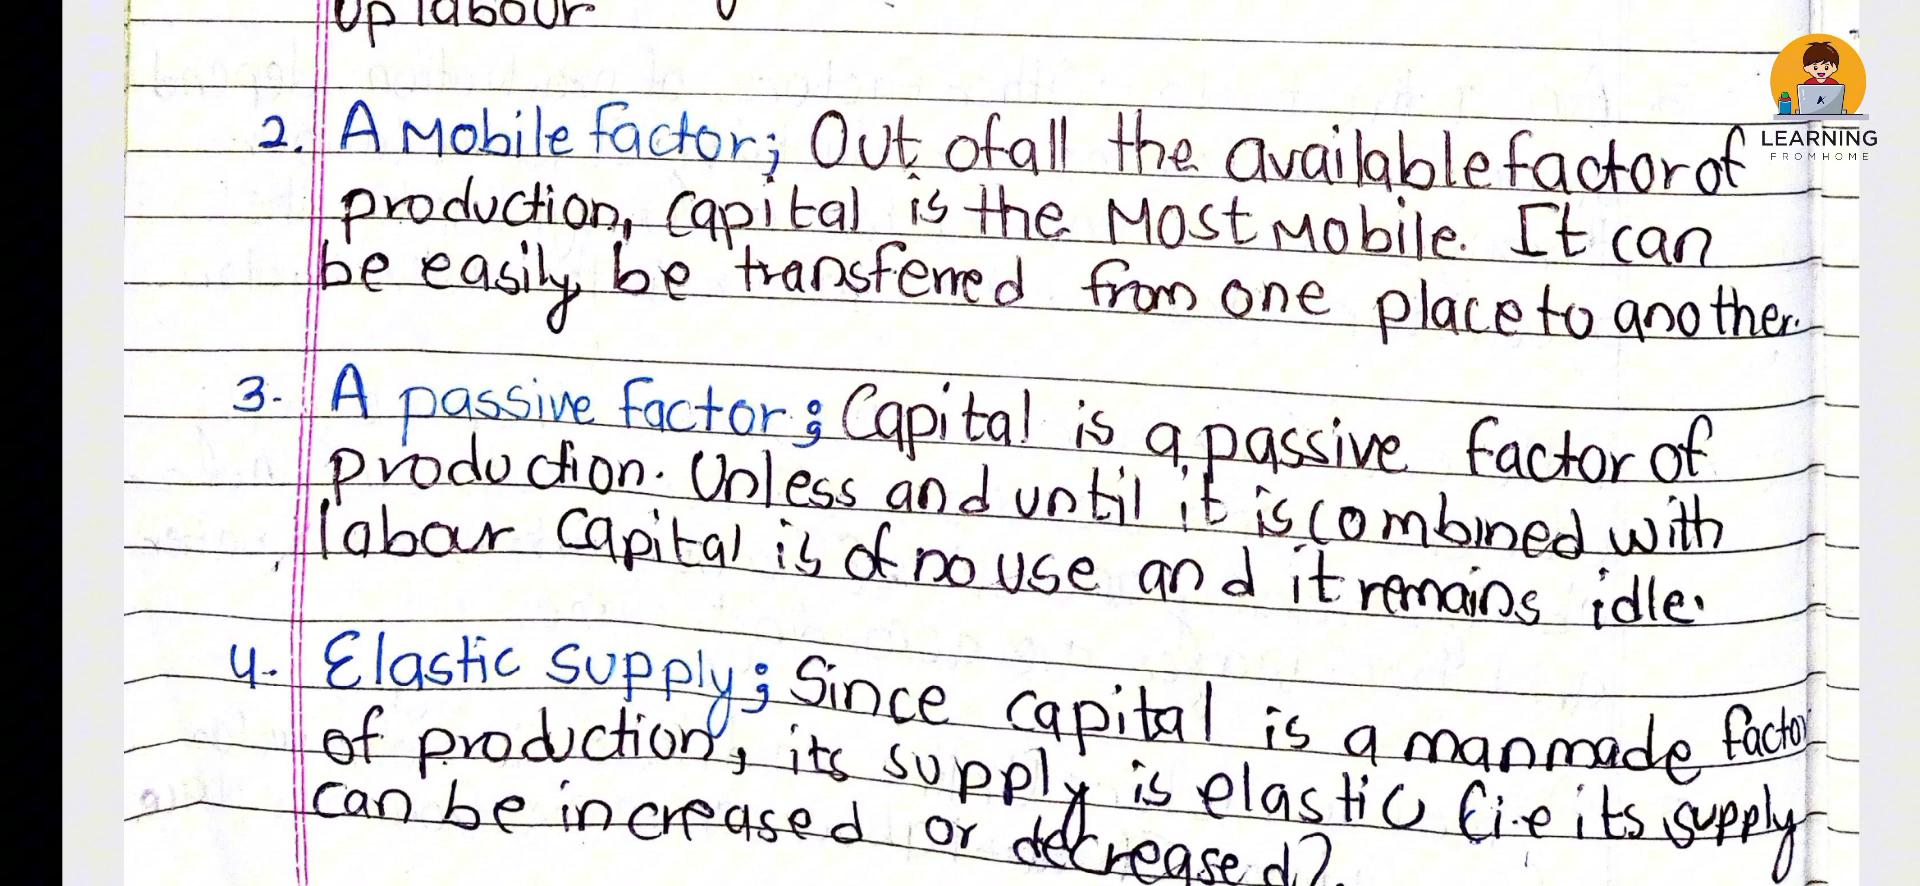 up labour
2. A Mobile factor; Out of all the available factor of
production, Capital is the Most Mobile. It can
be easily be transferred from one place to another.
3. A passive factor; Capital is a passive factor of
production. Unless and until it is combined with
labour Capital is of no use and it remains idle.
4. Elastic supply; Since capital is a manmade factor
of production, its supply is elastic (i.e its supply
can be increased or decreased).
LEARNING
FROMHOME